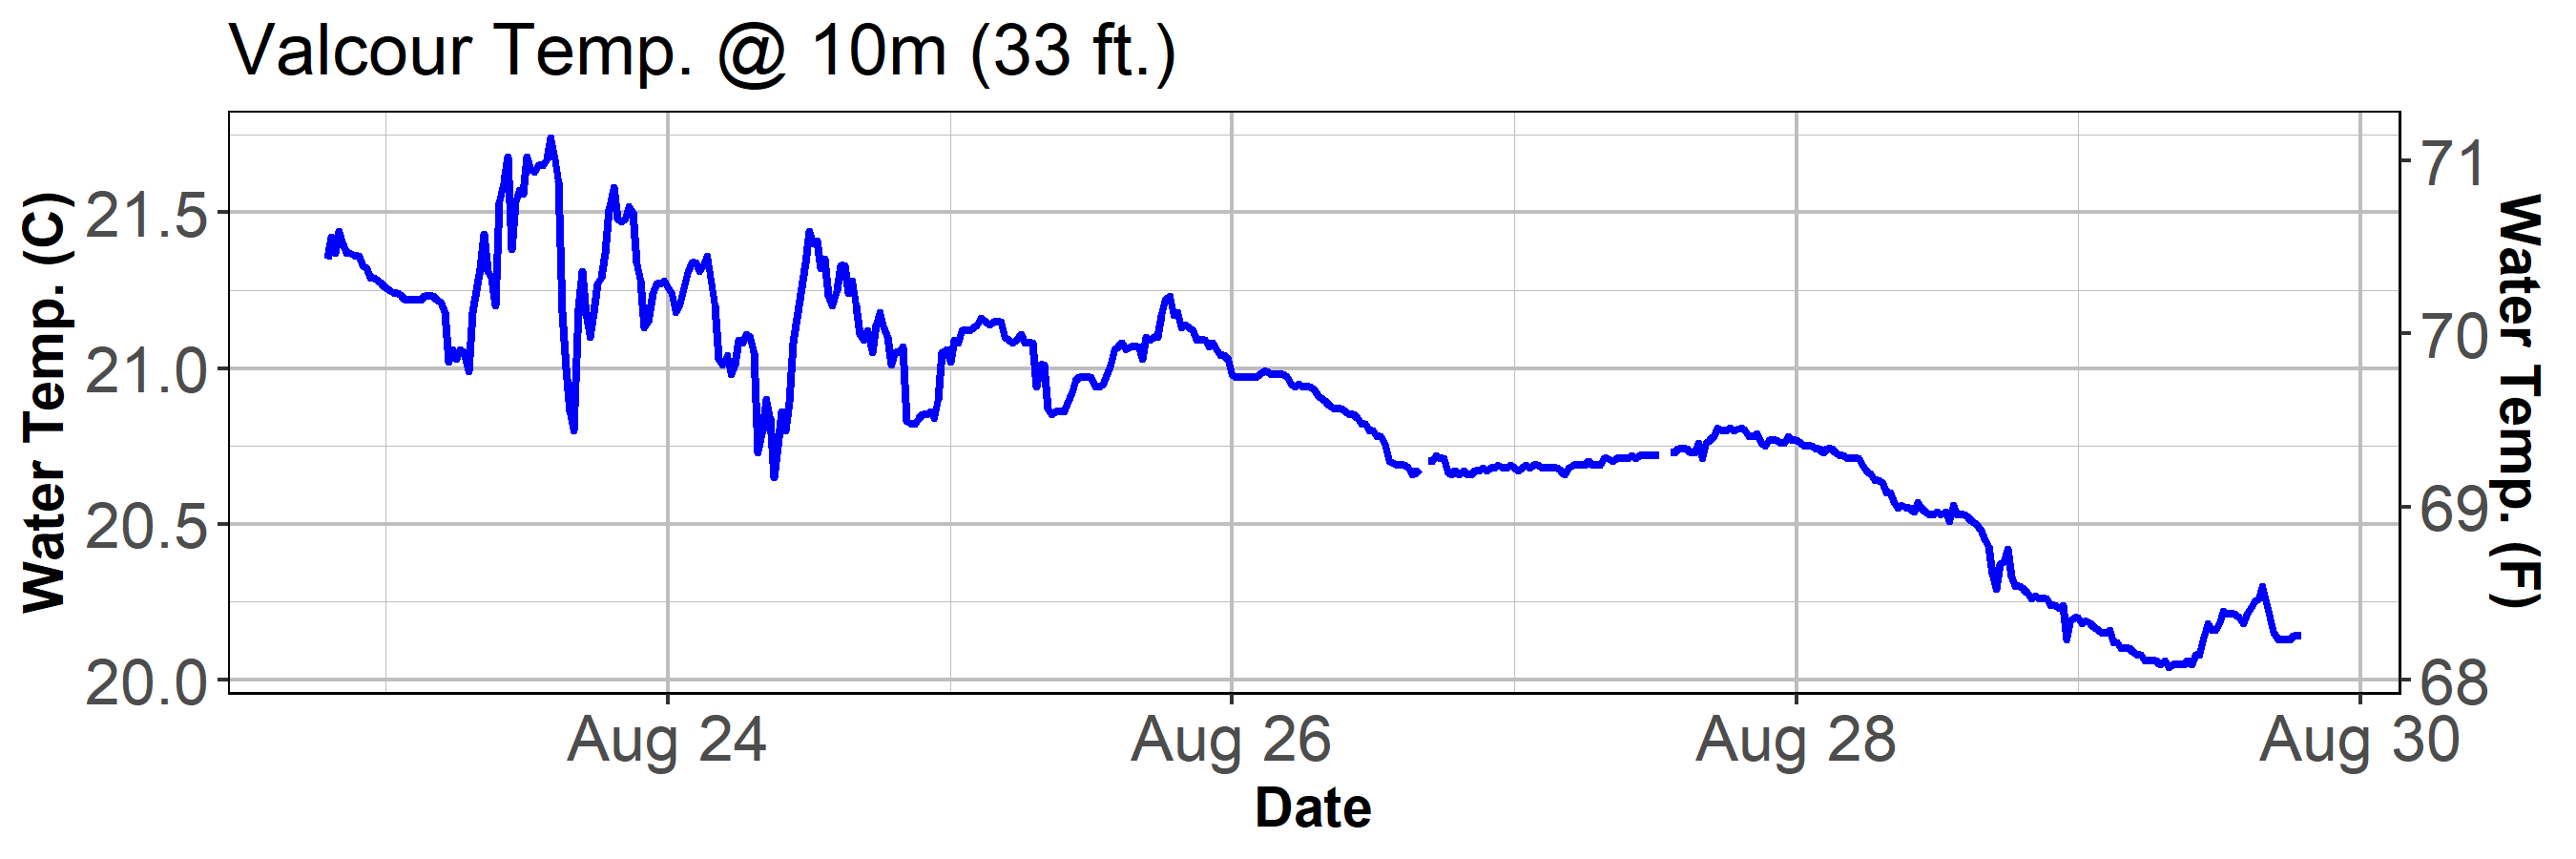 Valcour Temp. @ 10m (33 ft.)
Water Temp. (C)
21.5
21.0
20.5
20.0
71
70
69
68
Water Temp. (F)
Aug 24
Aug 26
Aug 28
Aug 30
Date